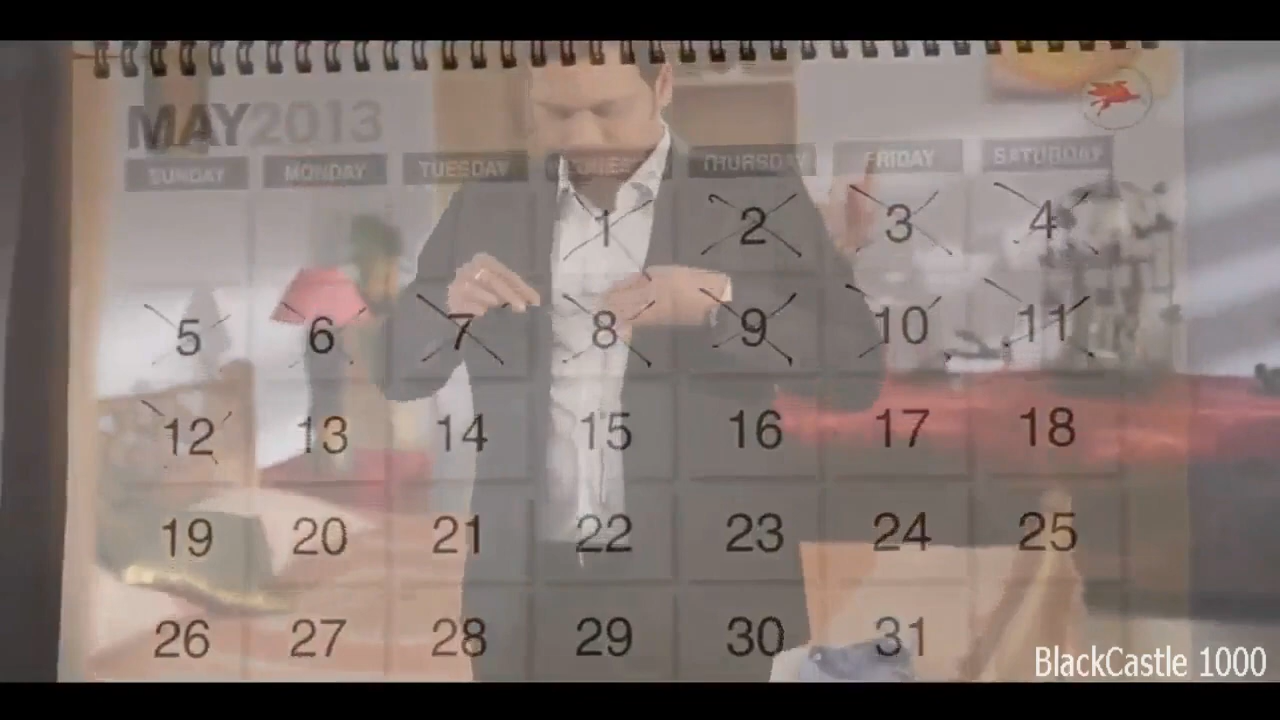 MAY2013
SUNDAY MONDAY TUESDAY THURSDAY FRIDAY SATURDAY
1 2 3 4
5 6 7 8 9 10 11
12 13 14 15 16 17 18
19 20 21 22 23 24 25
26 27 28 29 30 31
BlackCastle 1000